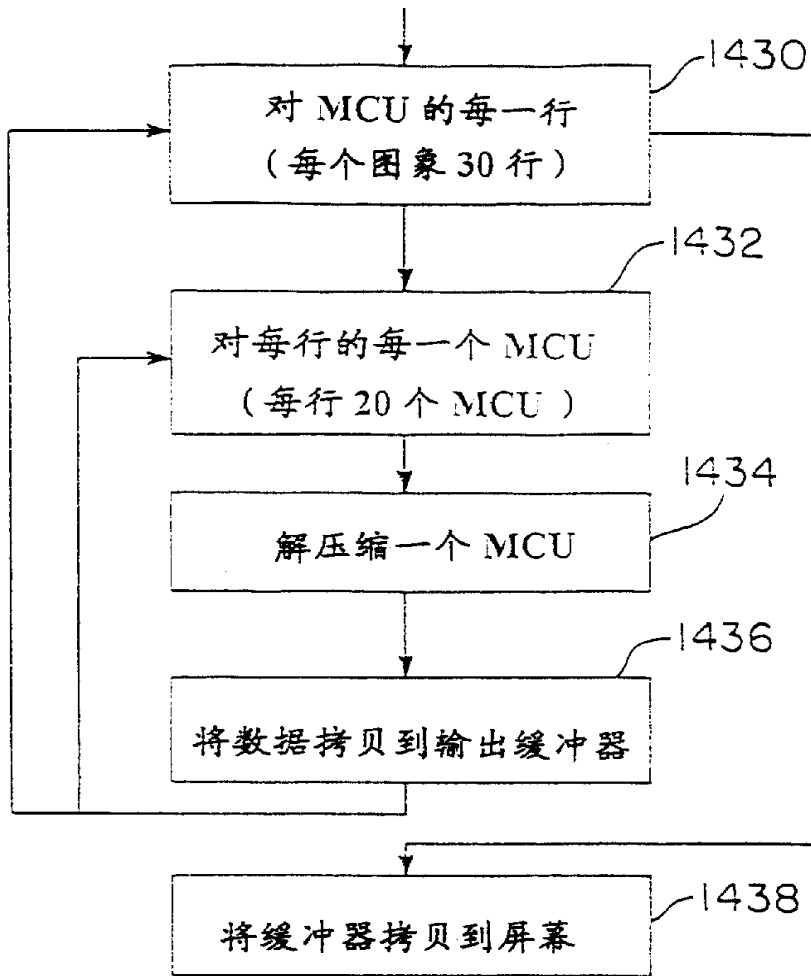 1430
对 MCU 的每一行
（每个图象 30 行）
1432
对每行的每一个 MCU
（每行 20 个 MCU）
1434
解压缩一个 MCU
1436
将数据拷贝到输出缓冲器
1438
将缓冲器拷贝到屏幕